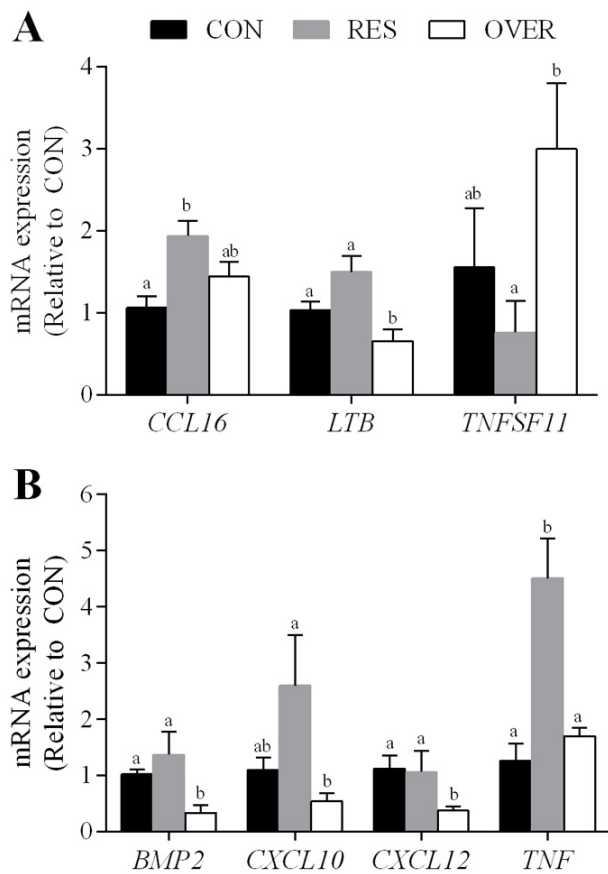 A
CON RES OVER
mRNA expression
(Relative to CON)
4
3
2
1
0
a b ab
a a b
ab a b
CCL16 LTB TNFSF11
B
mRNA expression
(Relative to CON)
6
5
4
3
2
1
0
a a b
ab a b
a a b
a b a
BMP2 CXCL10 CXCL12 TNF